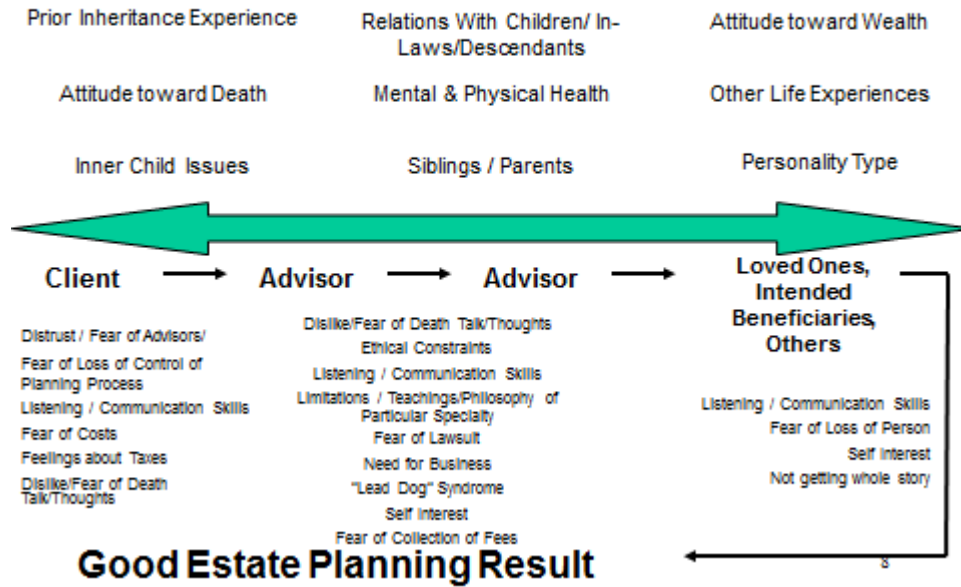 Prior Inheritance Experience
Relations With Children/ In-
Laws/Descendants
Attitude toward Wealth
Attitude toward Death
Mental & Physical Health
Other Life Experiences
Inner Child Issues
Siblings / Parents
Personality Type
Client
Advisor
Advisor
Loved Ones,
Intended
Beneficiaries,
Others
Distrust / Fear of Advisors/
Fear of Loss of Control of
Planning Process
Listening / Communication Skills
Fear of Costs
Feelings about Taxes
Dislike/Fear of Death
Talk/Thoughts
Dislike/Fear of Death Talk/Thoughts
Ethical Constraints
Listening / Communication Skills
Limitations / Teachings/Philosophy of
Particular Specialty
Fear of Lawsuit
Need for Business
"Lead Dog" Syndrome
Self Interest
Fear of Collection of Fees
Listening / Communication Skills
Fear of Loss of Person
Self Interest
Not getting whole story
Good Estate Planning Result
8